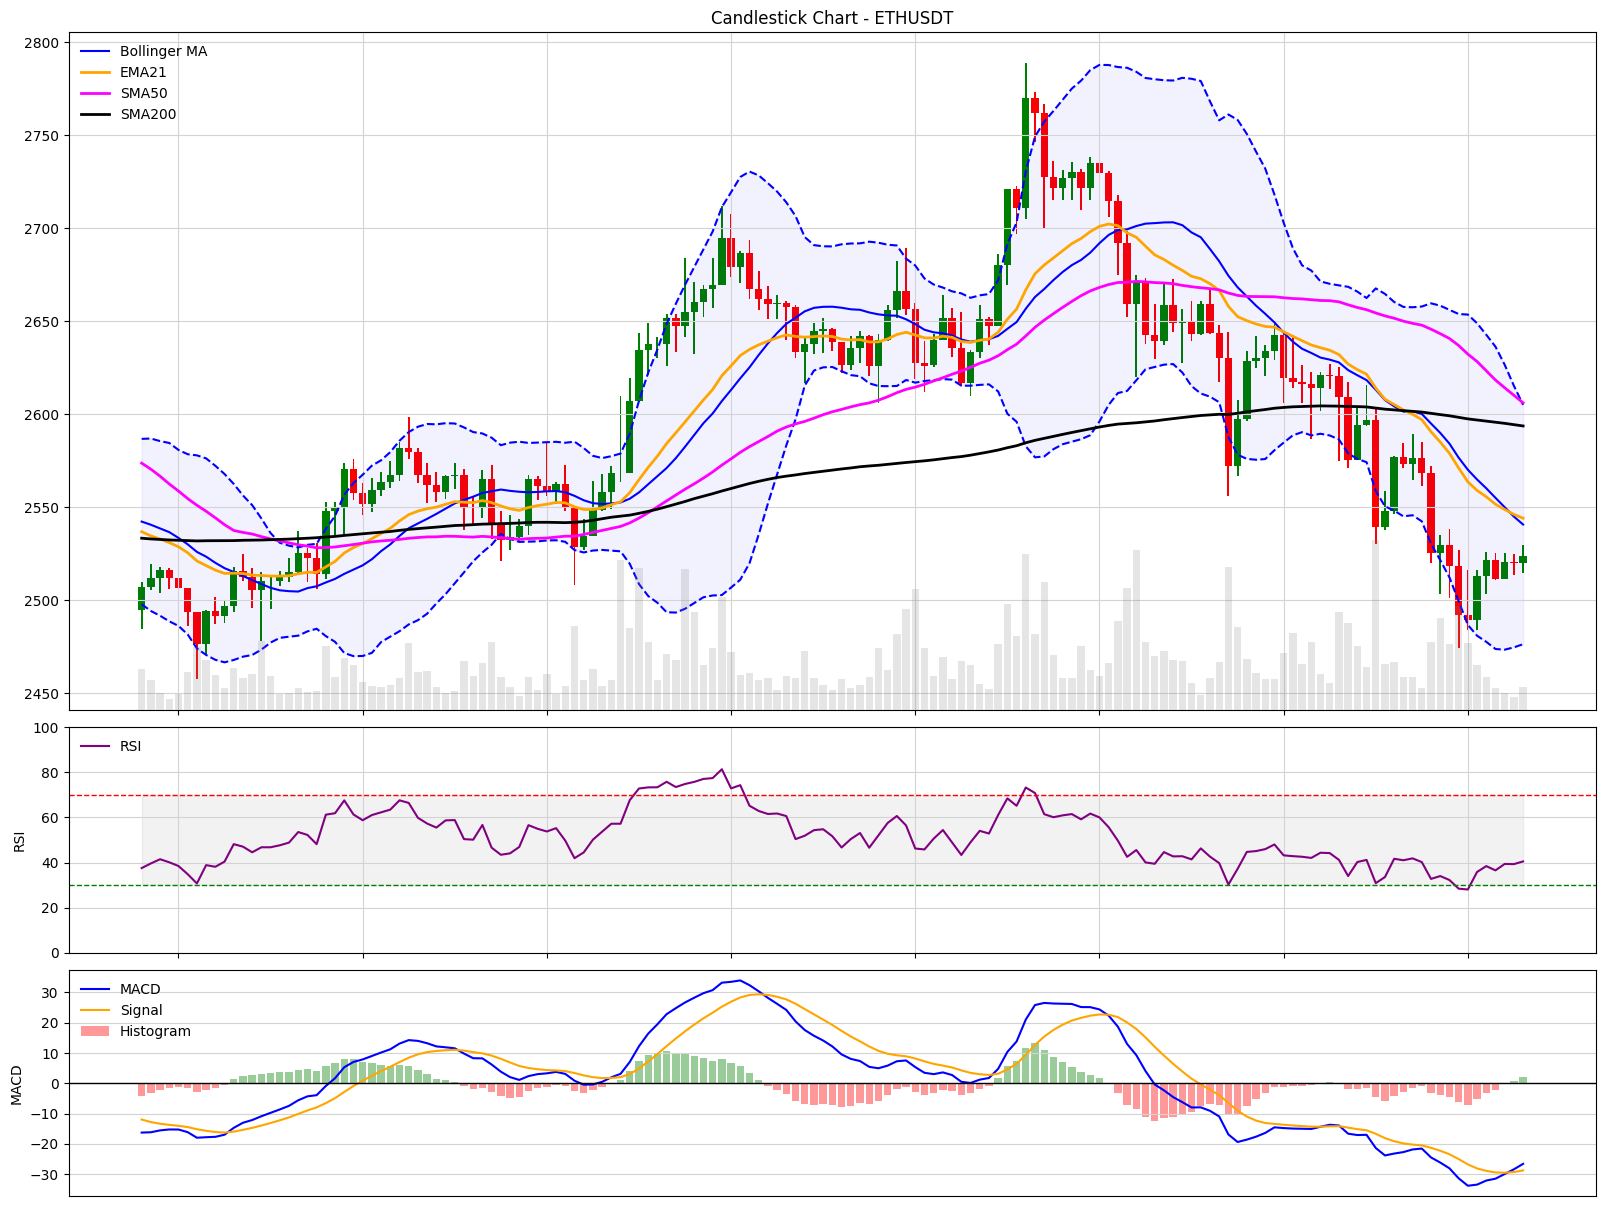 Candlestick Chart - ETHUSDT
Bollinger MA
EMA21
SMA50
SMA200
2800
2750
2700
2650
2600
2550
2500
2450
RSI
100
80
60
40
20
0
RSI
MACD
Signal
Histogram
30
20
10
0
−10
−20
−30
MACD